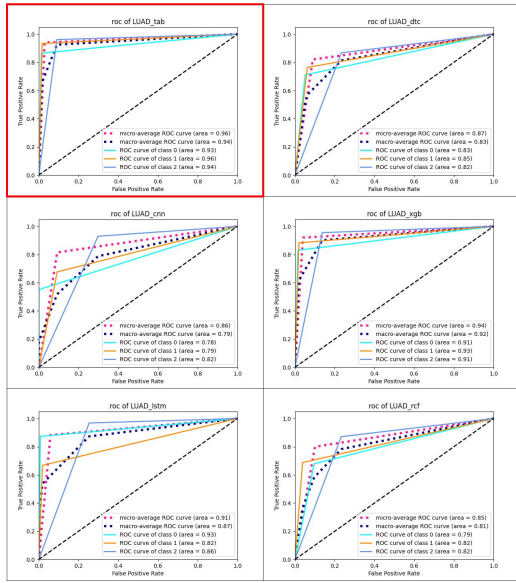 roc of LUAD_tab
True Positive Rate
1.0
0.8
0.6
0.4
0.2
0.0
micro-average ROC curve (area = 0.96)
macro-average ROC curve (area = 0.94)
ROC curve of class 0 (area = 0.93)
ROC curve of class 1 (area = 0.96)
ROC curve of class 2 (area = 0.94)
0.0 0.2 0.4 0.6 0.8 1.0
False Positive Rate
roc of LUAD_dtc
True Positive Rate
1.0
0.8
0.6
0.4
0.2
0.0
micro-average ROC curve (area = 0.87)
macro-average ROC curve (area = 0.83)
ROC curve of class 0 (area = 0.83)
ROC curve of class 1 (area = 0.85)
ROC curve of class 2 (area = 0.82)
0.0 0.2 0.4 0.6 0.8 1.0
False Positive Rate
roc of LUAD_cnn
True Positive Rate
1.0
0.8
0.6
0.4
0.2
0.0
micro-average ROC curve (area = 0.86)
macro-average ROC curve (area = 0.79)
ROC curve of class 0 (area = 0.78)
ROC curve of class 1 (area = 0.79)
ROC curve of class 2 (area = 0.82)
0.0 0.2 0.4 0.6 0.8 1.0
False Positive Rate
roc of LUAD_xgb
True Positive Rate
1.0
0.8
0.6
0.4
0.2
0.0
micro-average ROC curve (area = 0.94)
macro-average ROC curve (area = 0.92)
ROC curve of class 0 (area = 0.91)
ROC curve of class 1 (area = 0.93)
ROC curve of class 2 (area = 0.91)
0.0 0.2 0.4 0.6 0.8 1.0
False Positive Rate
roc of LUAD_lstm
True Positive Rate
1.0
0.8
0.6
0.4
0.2
0.0
micro-average ROC curve (area = 0.91)
macro-average ROC curve (area = 0.87)
ROC curve of class 0 (area = 0.93)
ROC curve of class 1 (area = 0.82)
ROC curve of class 2 (area = 0.86)
0.0 0.2 0.4 0.6 0.8 1.0
False Positive Rate
roc of LUAD_rcf
True Positive Rate
1.0
0.8
0.6
0.4
0.2
0.0
micro-average ROC curve (area = 0.85)
macro-average ROC curve (area = 0.81)
ROC curve of class 0 (area = 0.79)
ROC curve of class 1 (area = 0.82)
ROC curve of class 2 (area = 0.82)
0.0 0.2 0.4 0.6 0.8 1.0
False Positive Rate